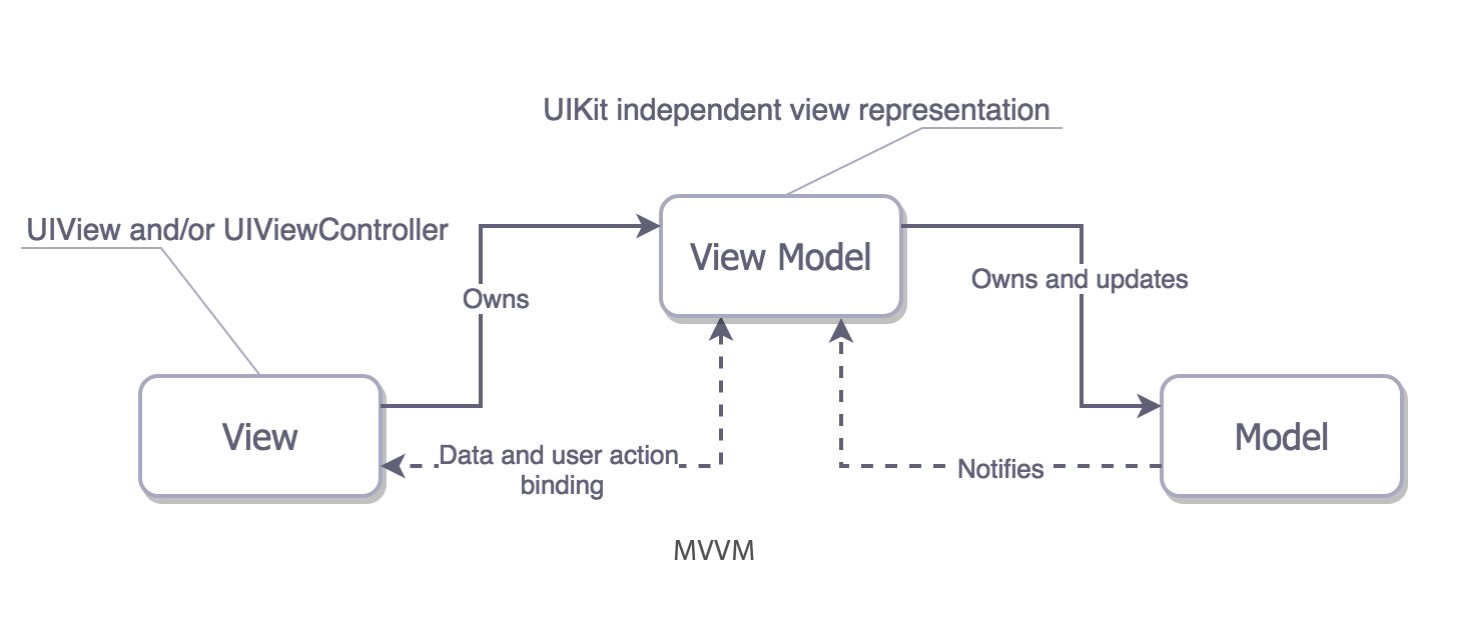 UIKit independent view representation
UIView and/or UIViewController
View Model
Owns
Owns and updates
View
Data and user action
binding
Notifies
Model
MVVM